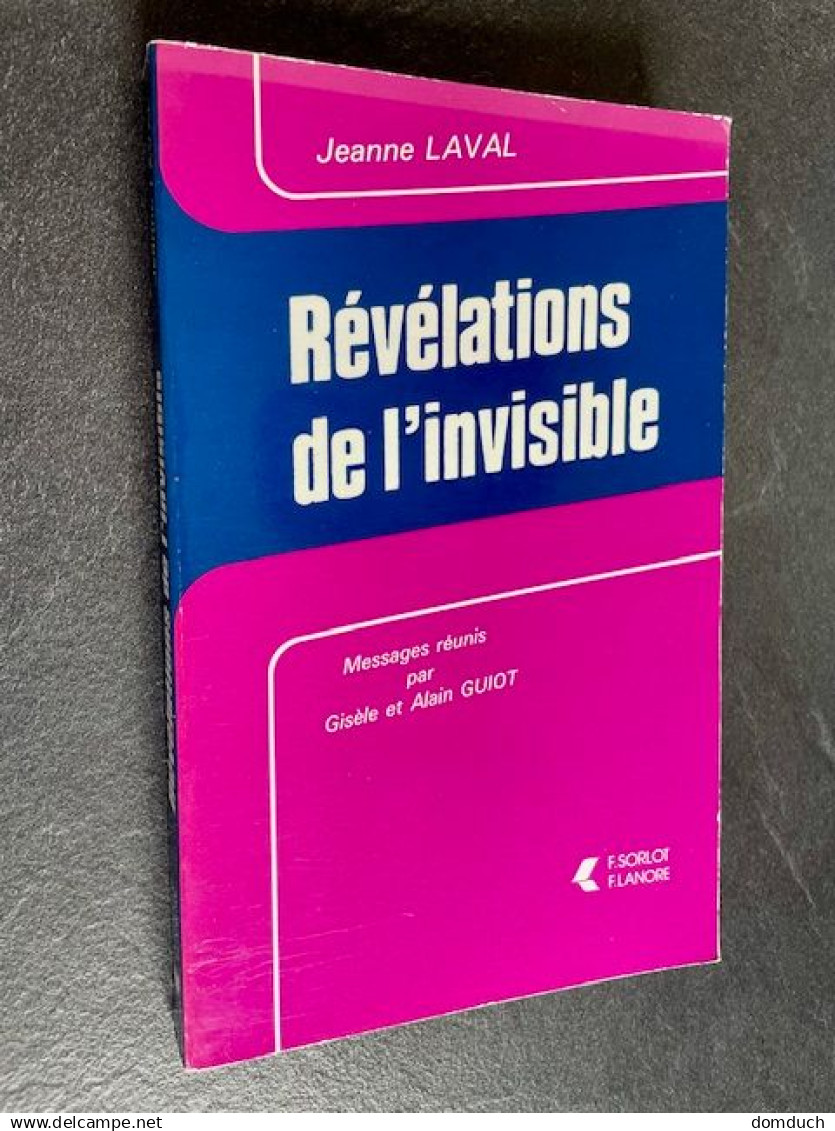 Jeanne LAVAL
Révélations
de l'invisible
Messages réunis
par
Gisèle et Alain GUIOT
F. SORLOT
F. LANORE
www.delcampe.net
domduch